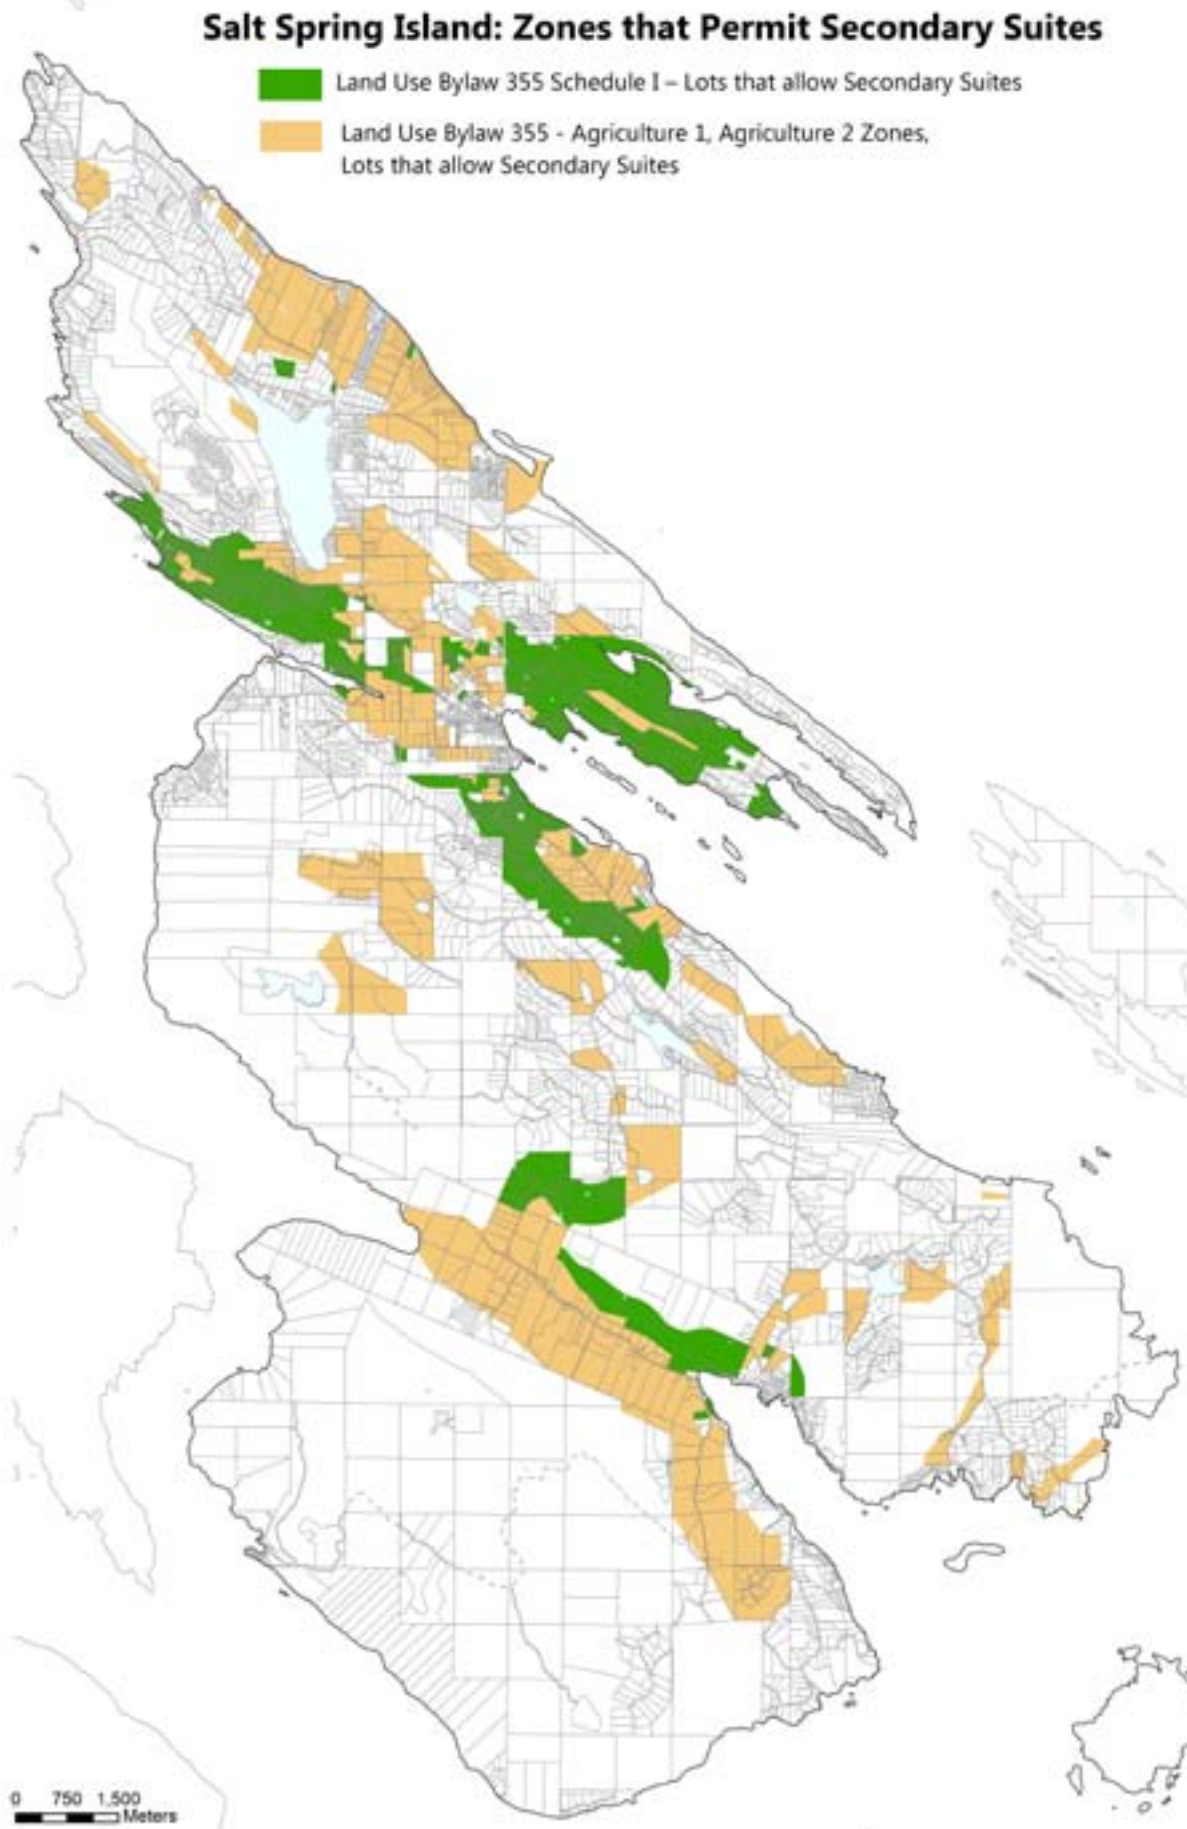 Salt Spring Island: Zones that Permit Secondary Suites
Land Use Bylaw 355 Schedule I – Lots that allow Secondary Suites
Land Use Bylaw 355 - Agriculture 1, Agriculture 2 Zones,
Lots that allow Secondary Suites
0 750 1,500
Meters